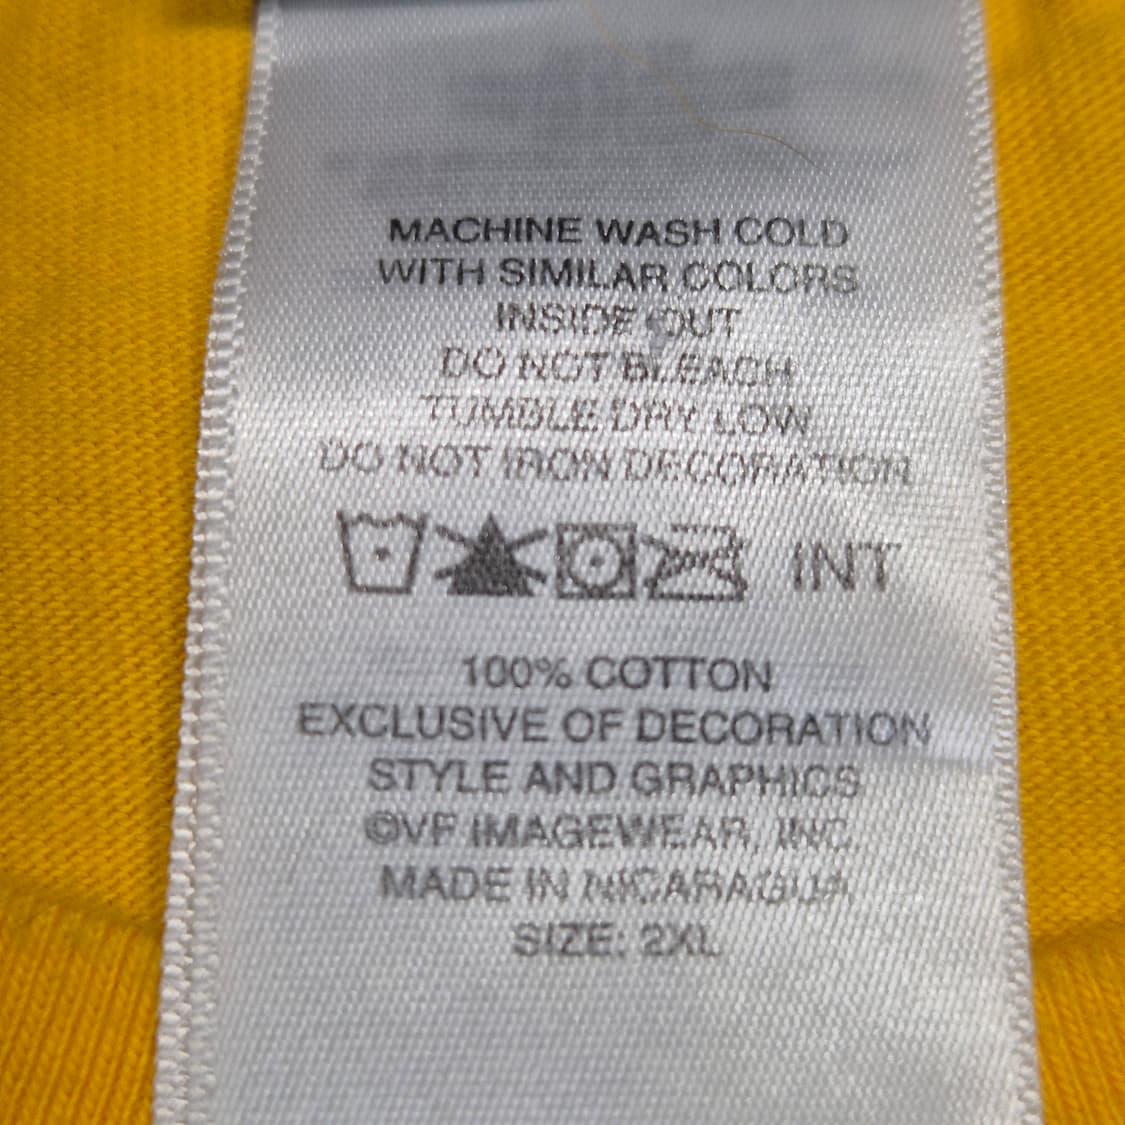 MACHINE WASH COLD
WITH SIMILAR COLORS
INSIDE OUT
DO NOT BLEACH
TUMBLE DRY LOW
DO NOT IRON DECORATION
INT
100% COTTON
EXCLUSIVE OF DECORATION
STYLE AND GRAPHICS
©VF IMAGEWEAR, INC.
MADE IN NICARAGUA
SIZE: 2XL